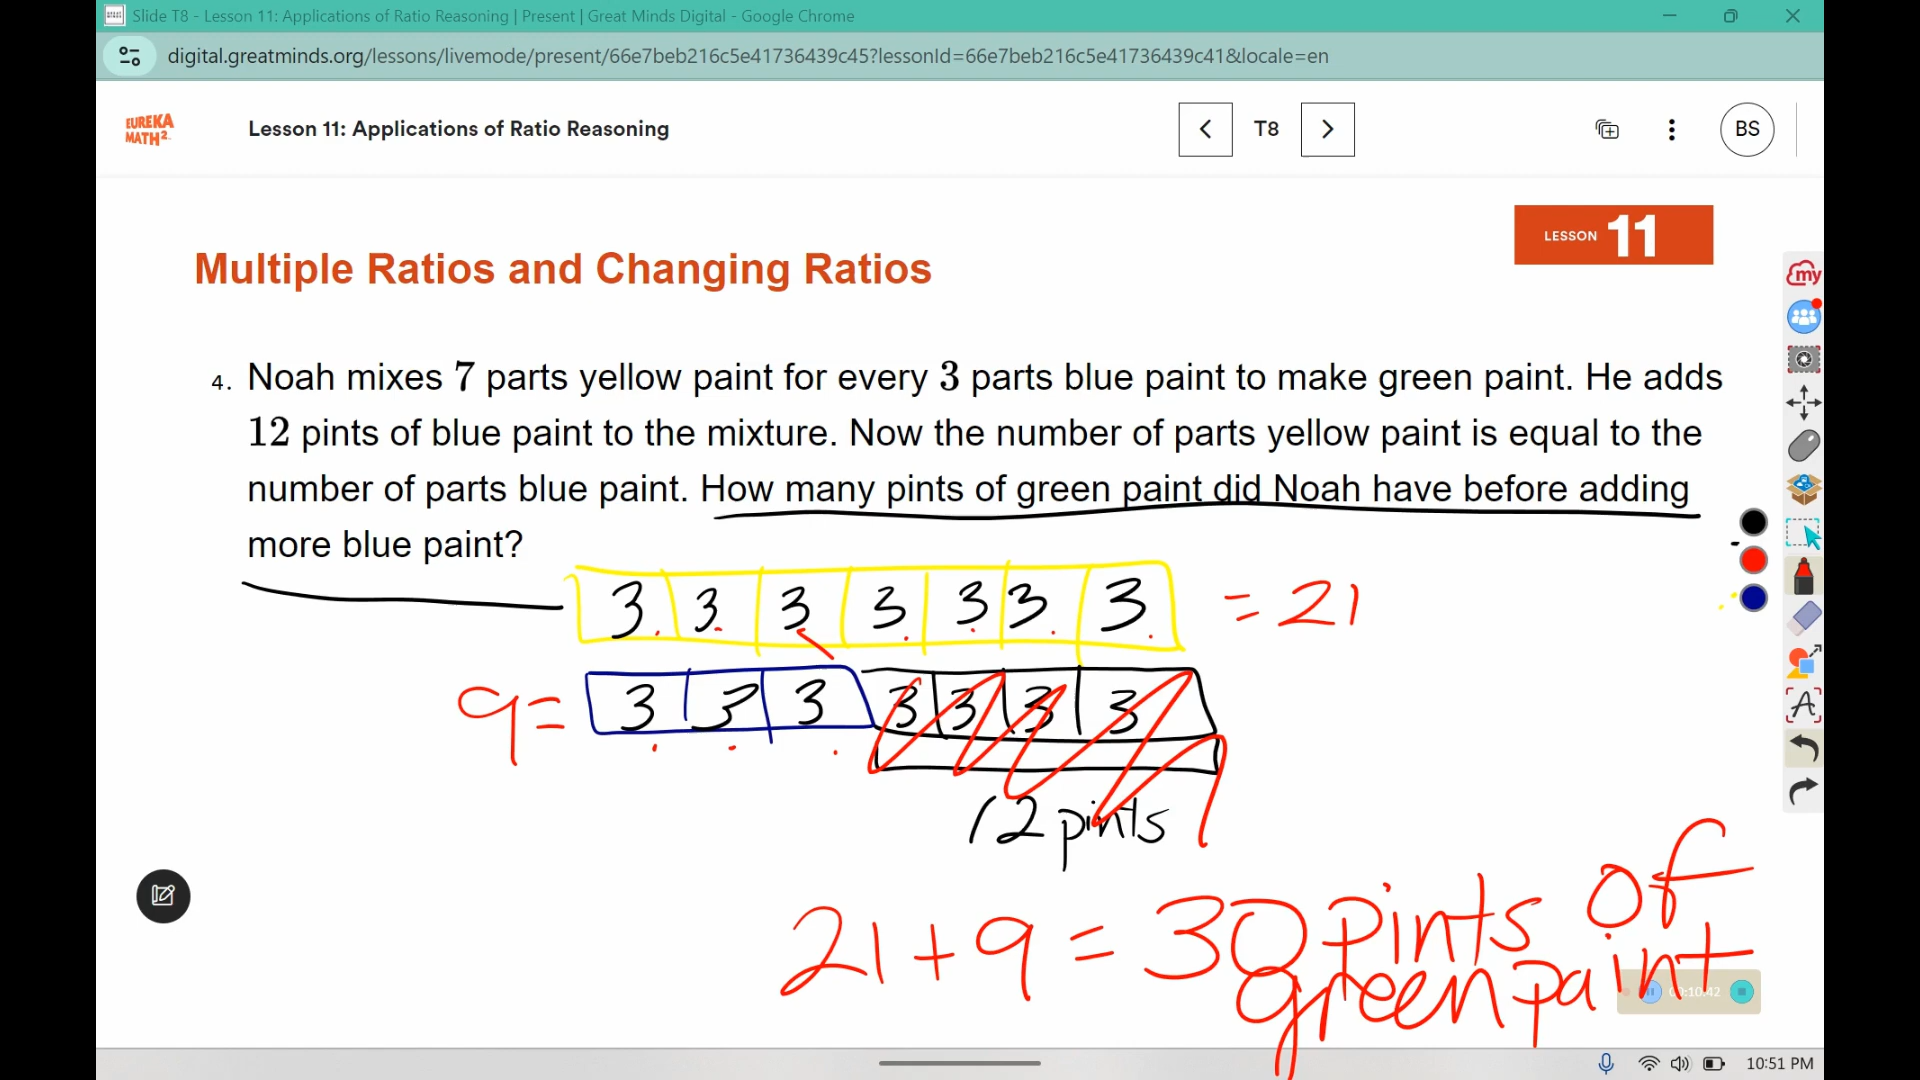 Slide T8 - Lesson 11: Applications of Ratio Reasoning | Present | Great Minds Digital - Google Chrome
digital.greatminds.org/lessons/livemode/present/66e7beb216c5e41736439c45?lessonId=66e7beb216c5e41736439c41&locale=en
EUREKA
MATH²
Lesson 11: Applications of Ratio Reasoning
T8
BS
LESSON 11
Multiple Ratios and Changing Ratios
my
4. Noah mixes 7 parts yellow paint for every 3 parts blue paint to make green paint. He adds
12 pints of blue paint to the mixture. Now the number of parts yellow paint is equal to the
number of parts blue paint. How many pints of green paint did Noah have before adding
more blue paint?
3 3 3 3 3 3 3 = 21
9 = 3 3 3 3 3 3 3
12 pints
A
21 + 9 = 30 pints of
green paint
00:10:42
10:51 PM